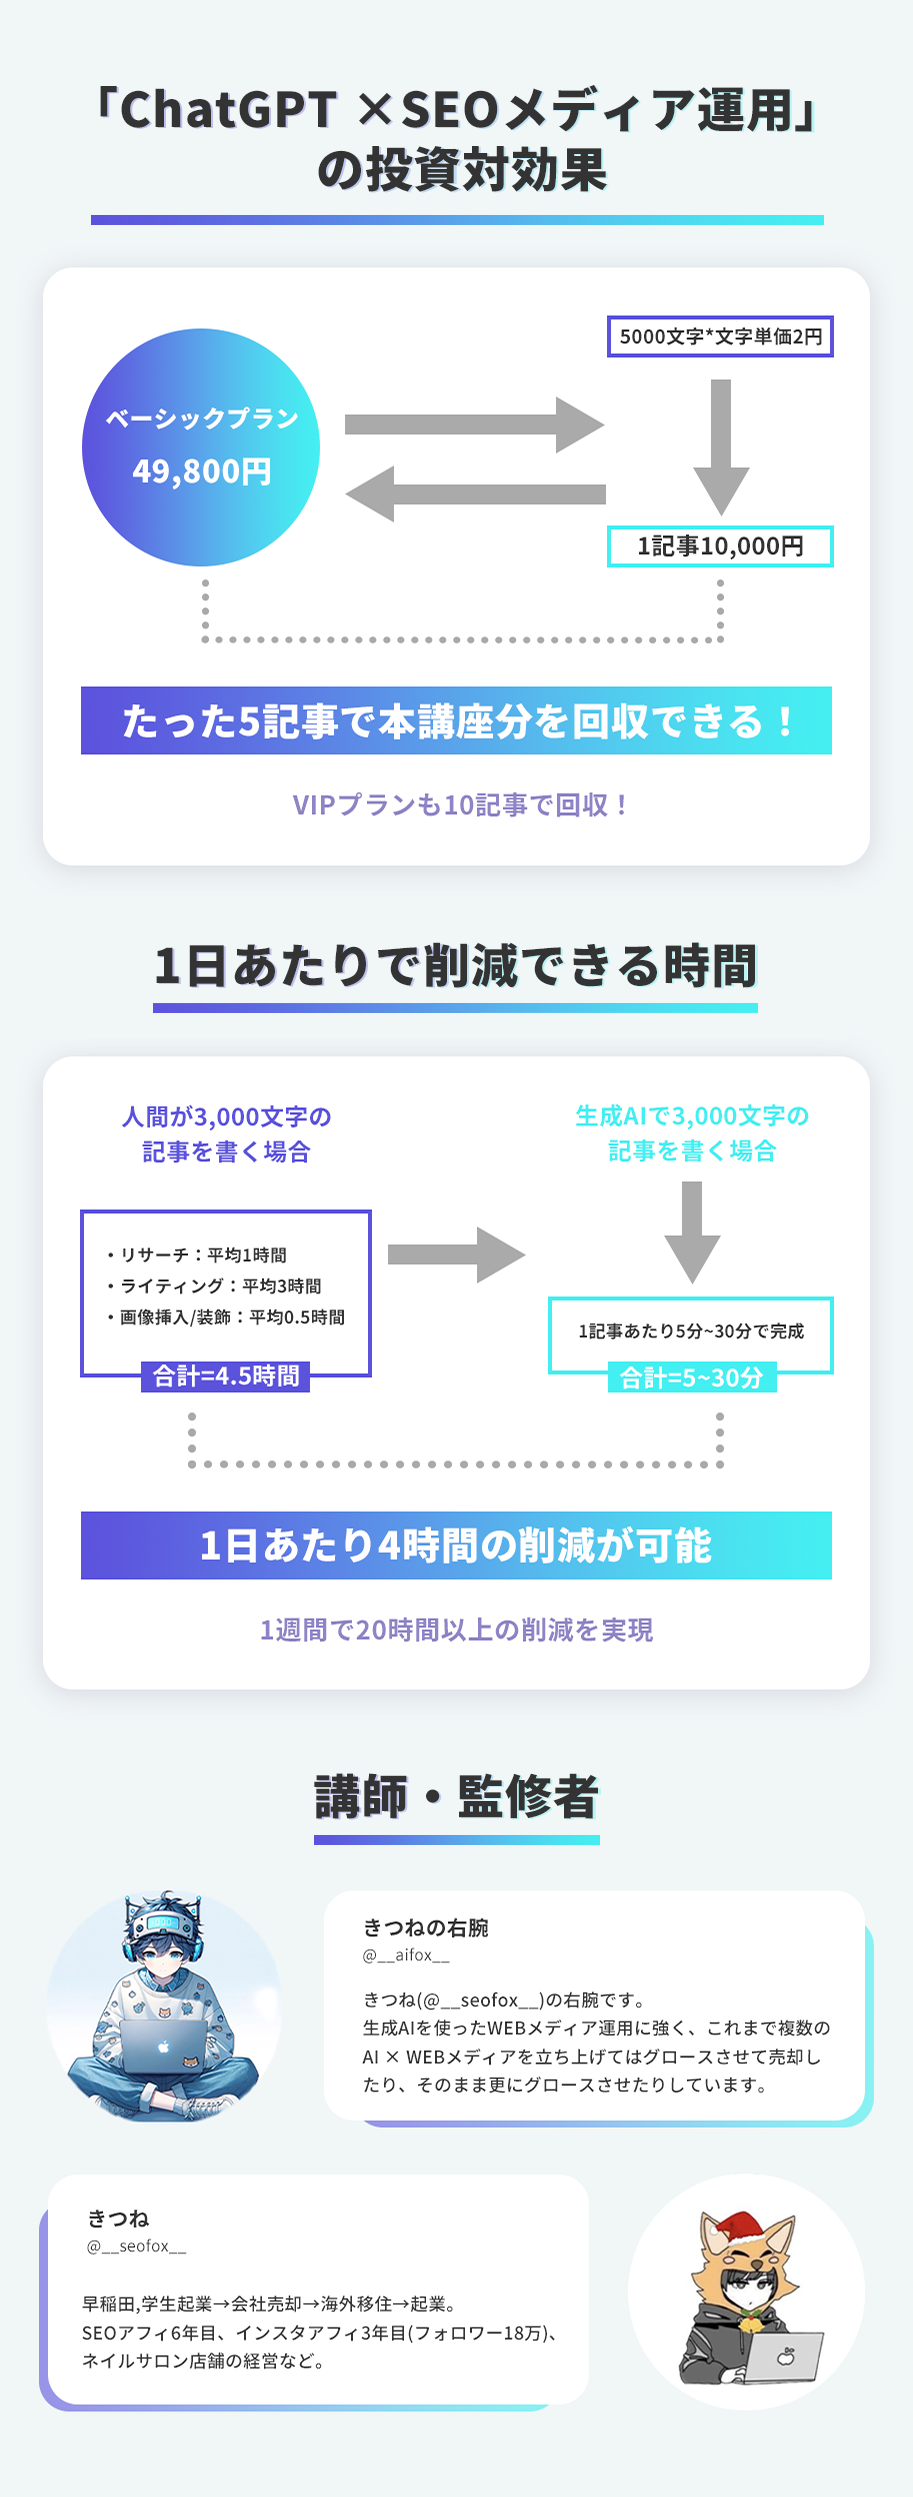 「ChatGPT ×SEOメディア運用」
の投資対効果
5000文字*文字単価2円
ベーシックプラン
49,800円
1記事10,000円
たった5記事で本講座分を回収できる！
VIPプランも10記事で回収！
1日あたりで削減できる時間
人間が3,000文字の
記事を書く場合
生成AIで3,000文字の
記事を書く場合
・リサーチ：平均1時間
・ライティング：平均3時間
・画像挿入/装飾：平均0.5時間
合計=4.5時間
1記事あたり5分~30分で完成
合計=5~30分
1日あたり4時間の削減が可能
1週間で20時間以上の削減を実現
講師・監修者
きつねの右腕
@__aifox__
きつね(@__seofox__)の右腕です。
生成AIを使ったWEBメディア運用に強く、これまで複数の
AI × WEBメディアを立ち上げてはグロースさせて売却し
たり、そのまま更にグロースさせたりしています。
きつね
@__seofox__
早稲田,学生起業→会社売却→海外移住→起業。
SEOアフィ6年目、インスタアフィ3年目(フォロワー18万)、
ネイルサロン店舗の経営など。